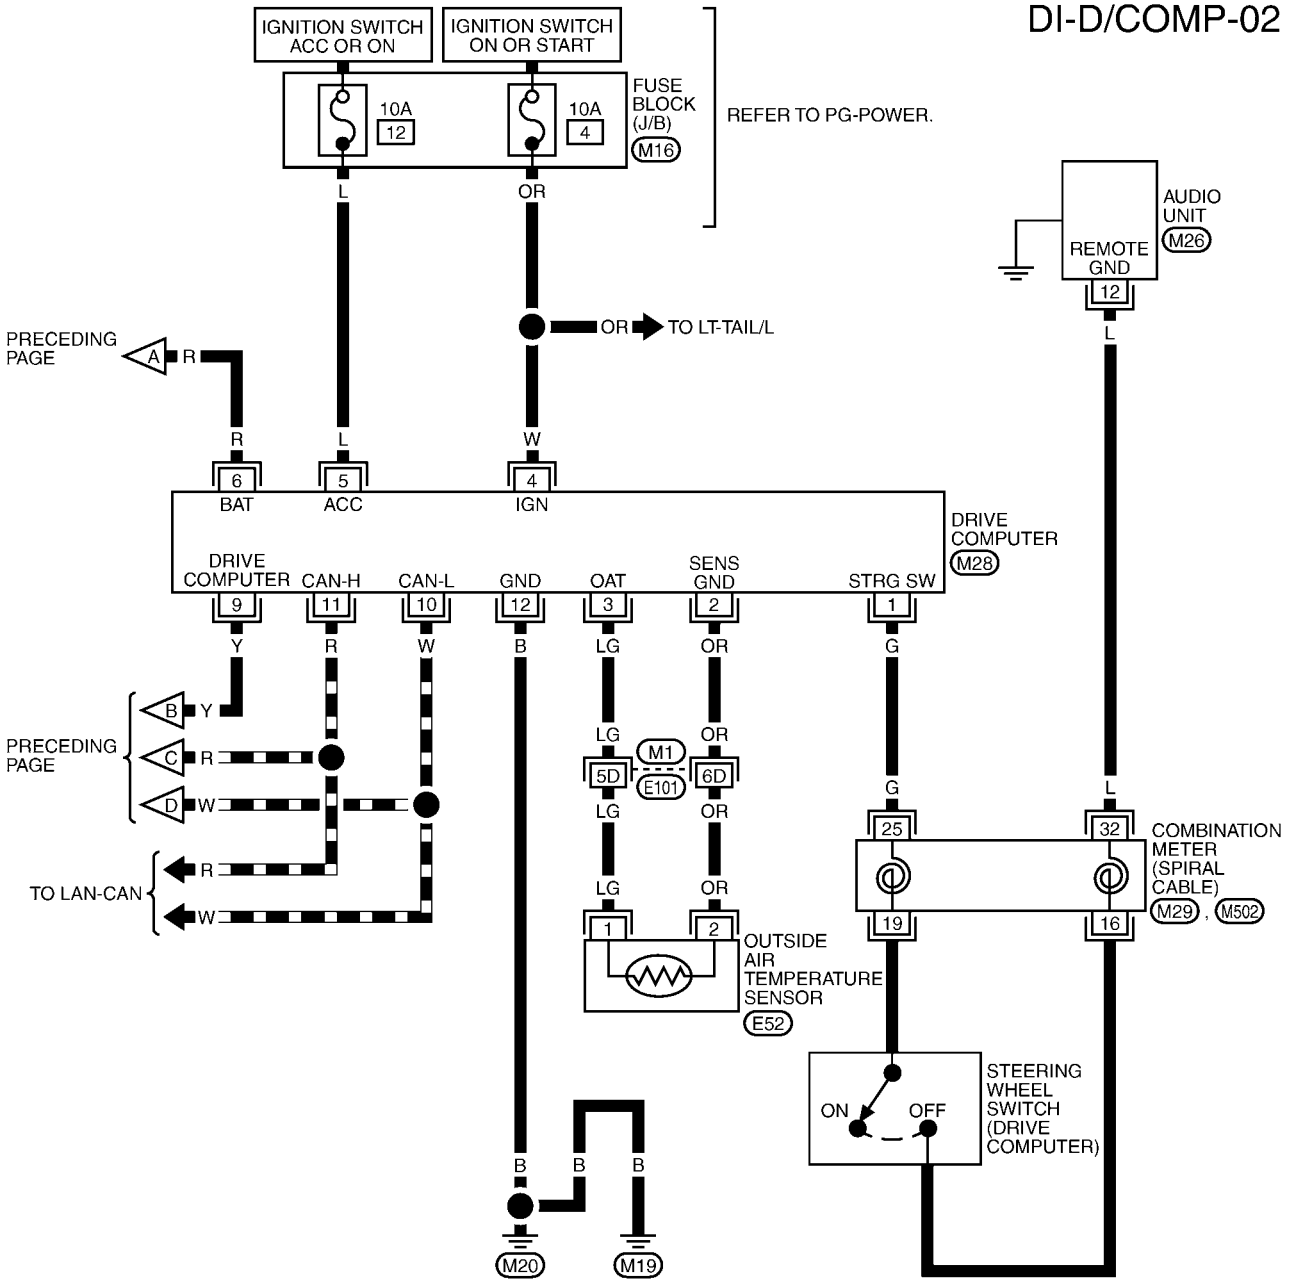 DI-D/COMP-02
IGNITION SWITCH
ACC OR ON
IGNITION SWITCH
ON OR START
10A
12
10A
4
FUSE
BLOCK
(J/B)
M16
REFER TO PG-POWER.
L
OR
AUDIO
UNIT
M26
REMOTE
GND
12
L
OR
TO LT-TAIL/L
PRECEDING
PAGE
A
R
R
L
W
6
5
4
BAT
ACC
IGN
DRIVE
COMPUTER
M28
DRIVE
COMPUTER
CAN-H
CAN-L
GND
OAT
SENS
GND
STRG SW
9
11
10
12
3
2
1
Y
R
W
B
LG
OR
G
PRECEDING
PAGE
B
Y
C
R
D
W
TO LAN-CAN
R
W
LG
OR
M1
5D
6D
E101
LG
OR
LG
OR
G
L
25
32
COMBINATION
METER
(SPIRAL
CABLE)
M29 , M502
19
16
1
2
OUTSIDE
AIR
TEMPERATURE
SENSOR
E52
STEERING
WHEEL
SWITCH
(DRIVE
COMPUTER)
ON
OFF
B
B
B
M20
M19